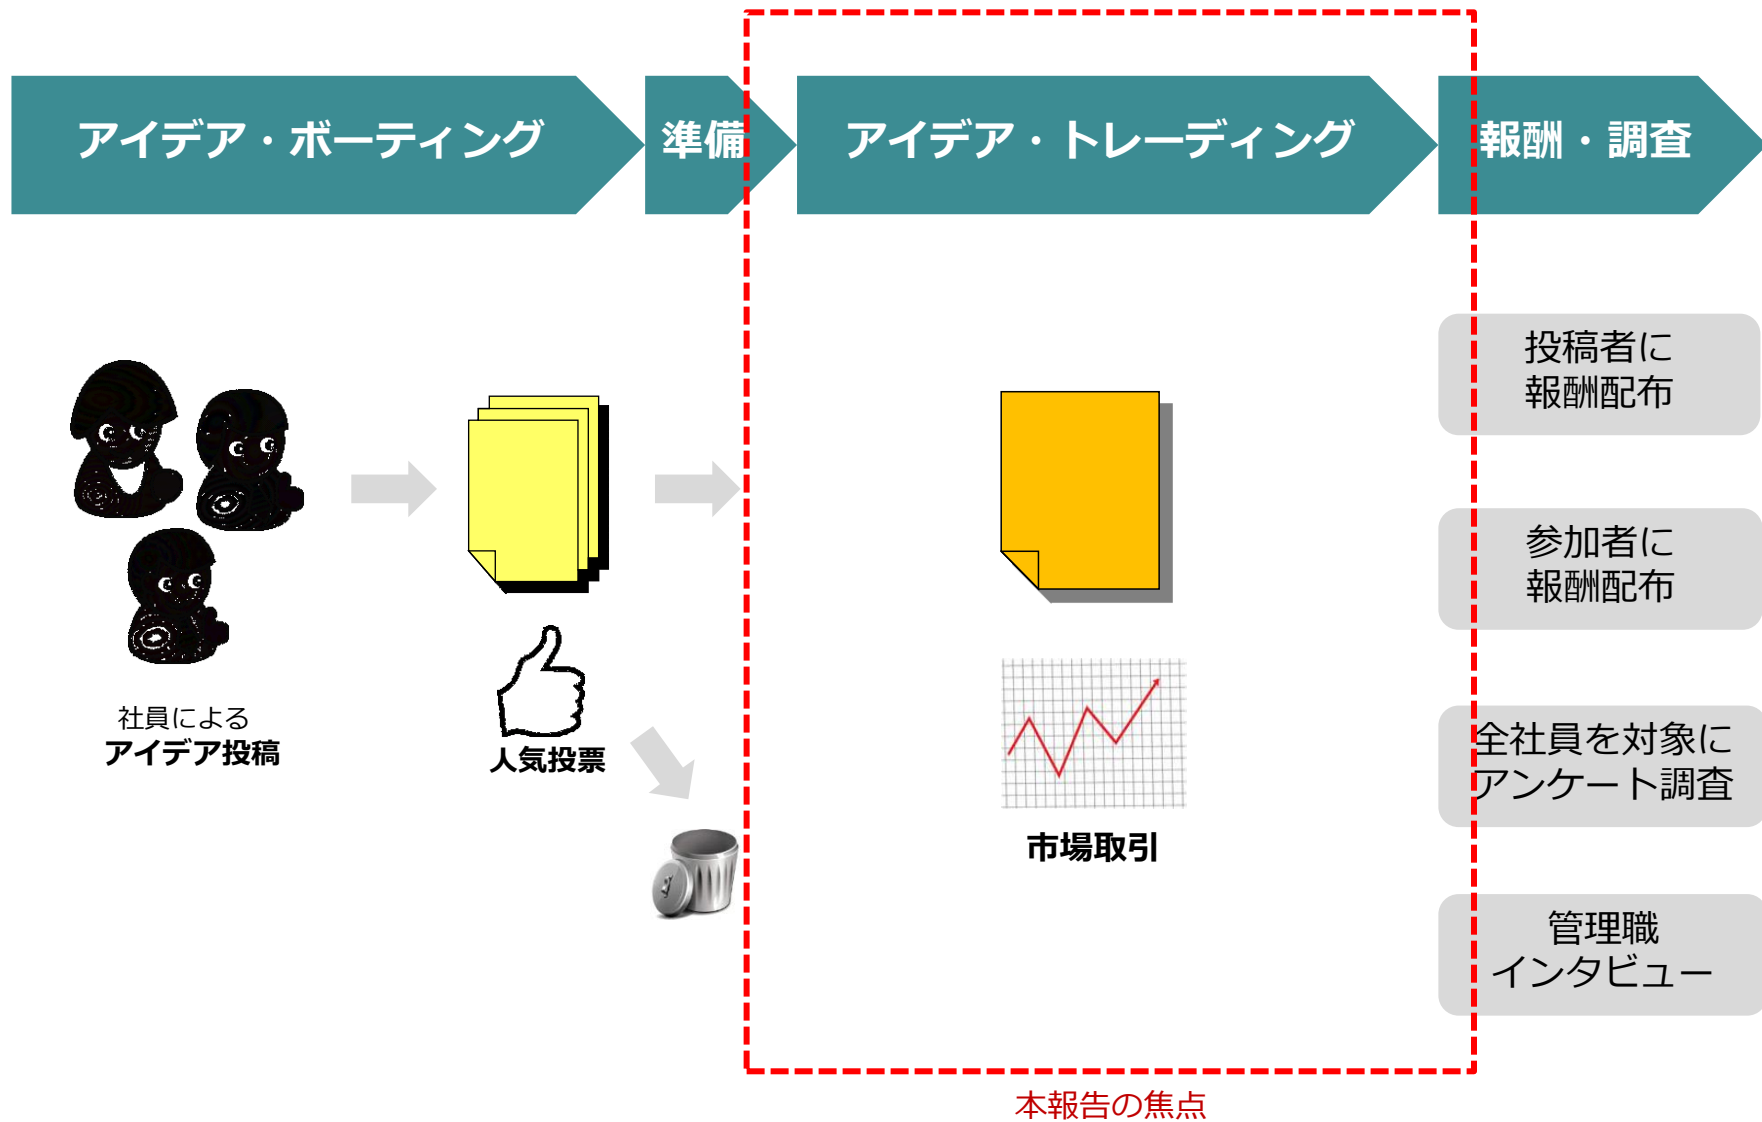 アイデア・ボーティング
準備
アイデア・トレーディング
報酬・調査
社員による
アイデア投稿
人気投票
市場取引
投稿者に
報酬配布
参加者に
報酬配布
全社員を対象に
アンケート調査
管理職
インタビュー
本報告の焦点